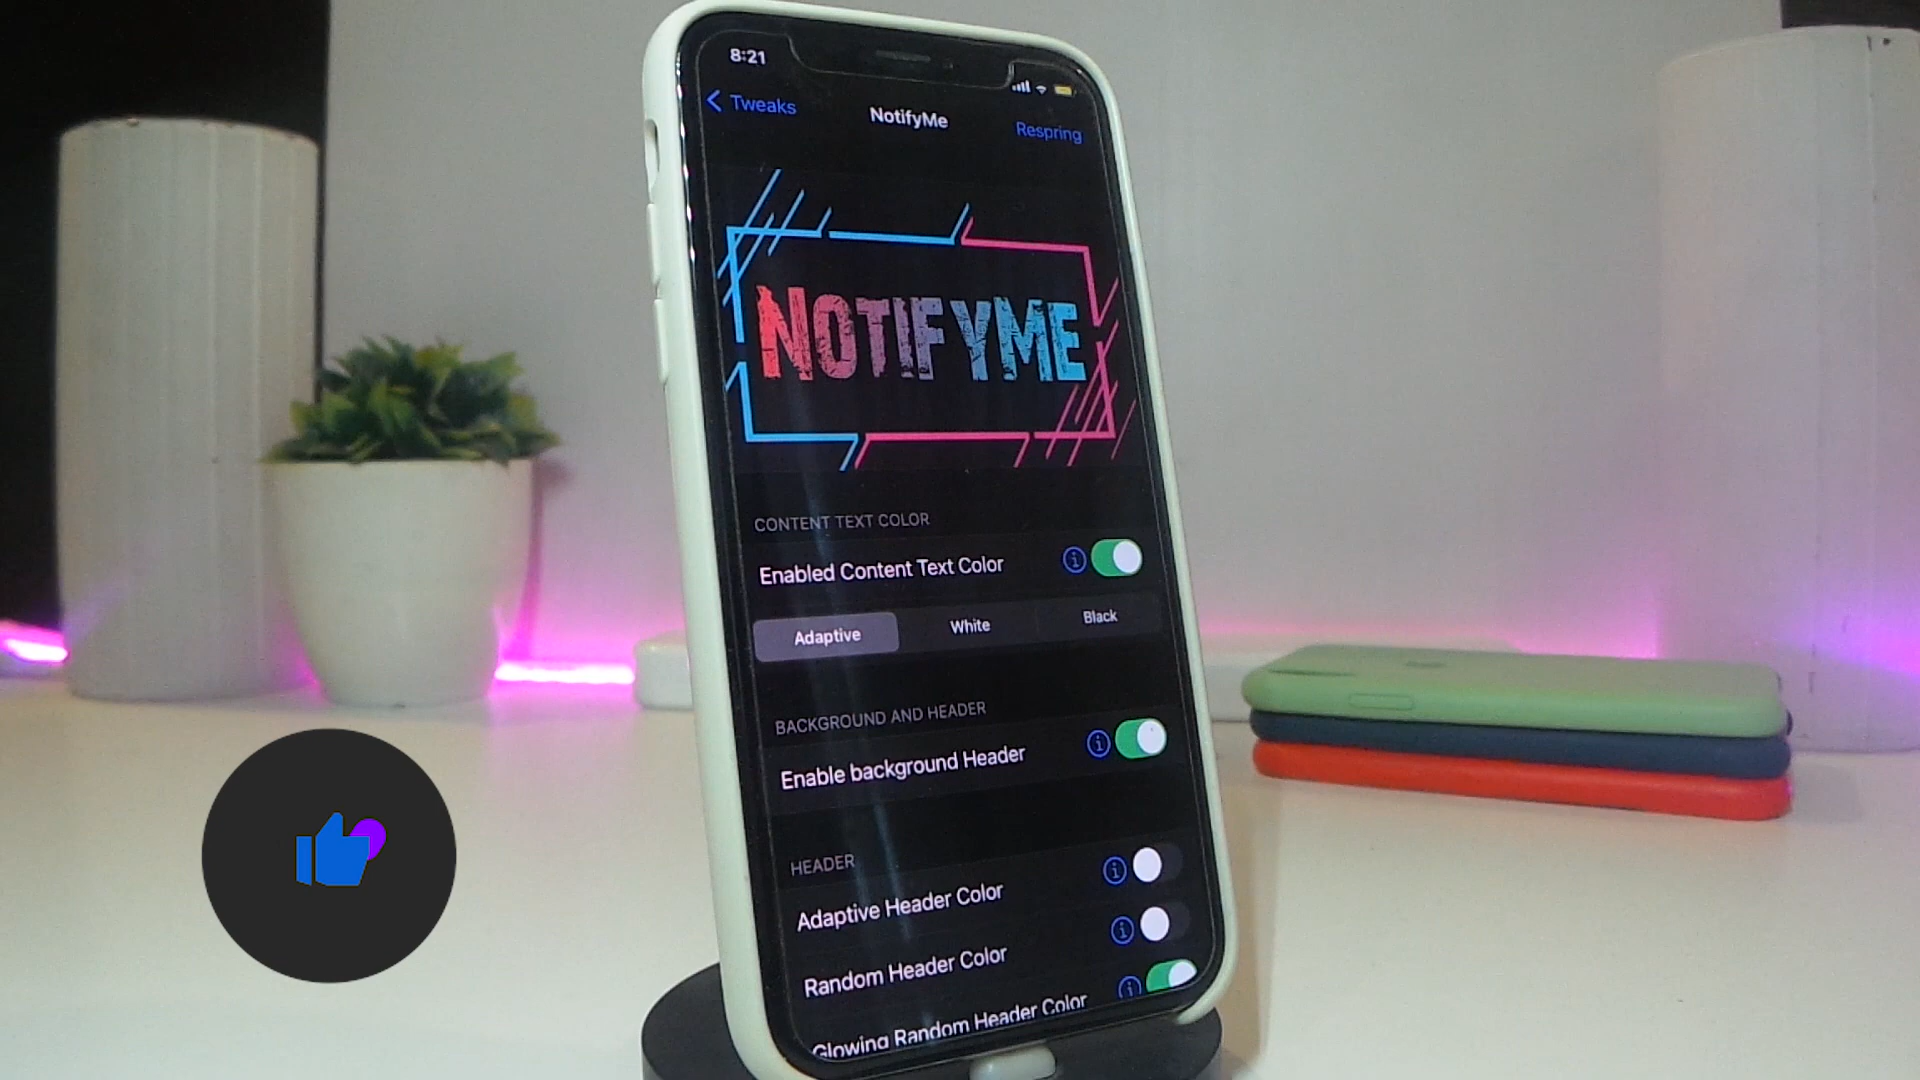 8:21
Tweaks
NotifyMe
Respring
NOTIFYME
CONTENT TEXT COLOR
Enabled Content Text Color
Adaptive
White
Black
BACKGROUND AND HEADER
Enable background Header
HEADER
Adaptive Header Color
Random Header Color
Glowing Random Header Color